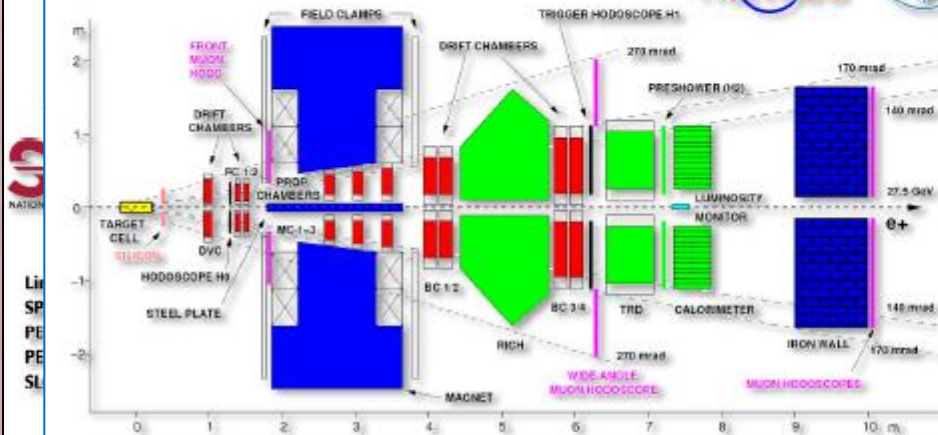 FIELD CLAMPS
TRIGGER HODOSCOPE H1
m
FRONT
MUON
HODO
DRIFT CHAMBERS
270 mrad
2
170 mrad
PRESHOWER (H2)
DRIFT
CHAMBERS
140 mrad
1
FC 1/2
PROP.
CHAMBERS
27.5 GeV
LUMINOSITY
NATION
0
TARGET
CELL
MONITOR
e+
SILICON
DVC
MC 1-3
HODOSCOPE H0
-1
BC 1/2
BC 3/4
TRD
CALORIMETER
140 mrad
STEEL PLATE
RICH
IRON WALL
170 mrad
-2
270 mrad
WIDE ANGLE
MUON HODOSCOPE
MUON HODOSCOPES
MAGNET
0 1 2 3 4 5 6 7 8 9 10 m
SP
PE
PE